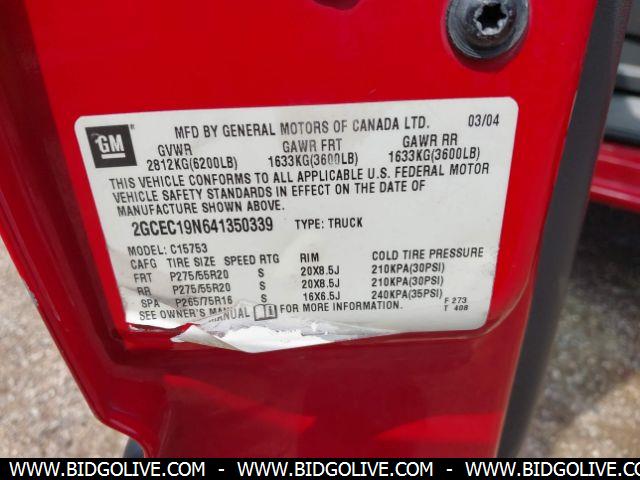 GM
MFD BY GENERAL MOTORS OF CANADA LTD. 03/04
GVWR GAWR FRT GAWR RR
2812KG(6200LB) 1633KG(3600LB) 1633KG(3600LB)
THIS VEHICLE CONFORMS TO ALL APPLICABLE U.S. FEDERAL MOTOR
VEHICLE SAFETY STANDARDS IN EFFECT ON THE DATE OF
MANUFACTURE SHOWN ABOVE.
2GCEC19N641350339 TYPE: TRUCK
MODEL: C15753
CAFG TIRE SIZE SPEED RTG RIM COLD TIRE PRESSURE
FRT P275/55R20 S 20X8.5J 210KPA(30PSI)
RR P275/55R20 S 20X8.5J 210KPA(30PSI)
SPA P265/75R16 S 16X6.5J 240KPA(35PSI)
SEE OWNER'S MANUAL FOR MORE INFORMATION.
F 273
T 408
WWW.BIDGOLIVE.COM - WWW.BIDGOLIVE.COM - WWW.BIDGOLIVE.COM